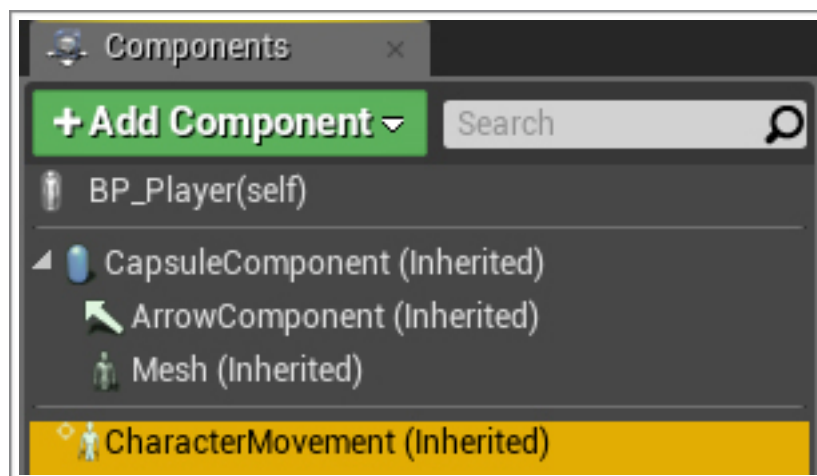 Components
+ Add Component
Search
BP_Player(self)
CapsuleComponent (Inherited)
ArrowComponent (Inherited)
Mesh (Inherited)
CharacterMovement (Inherited)